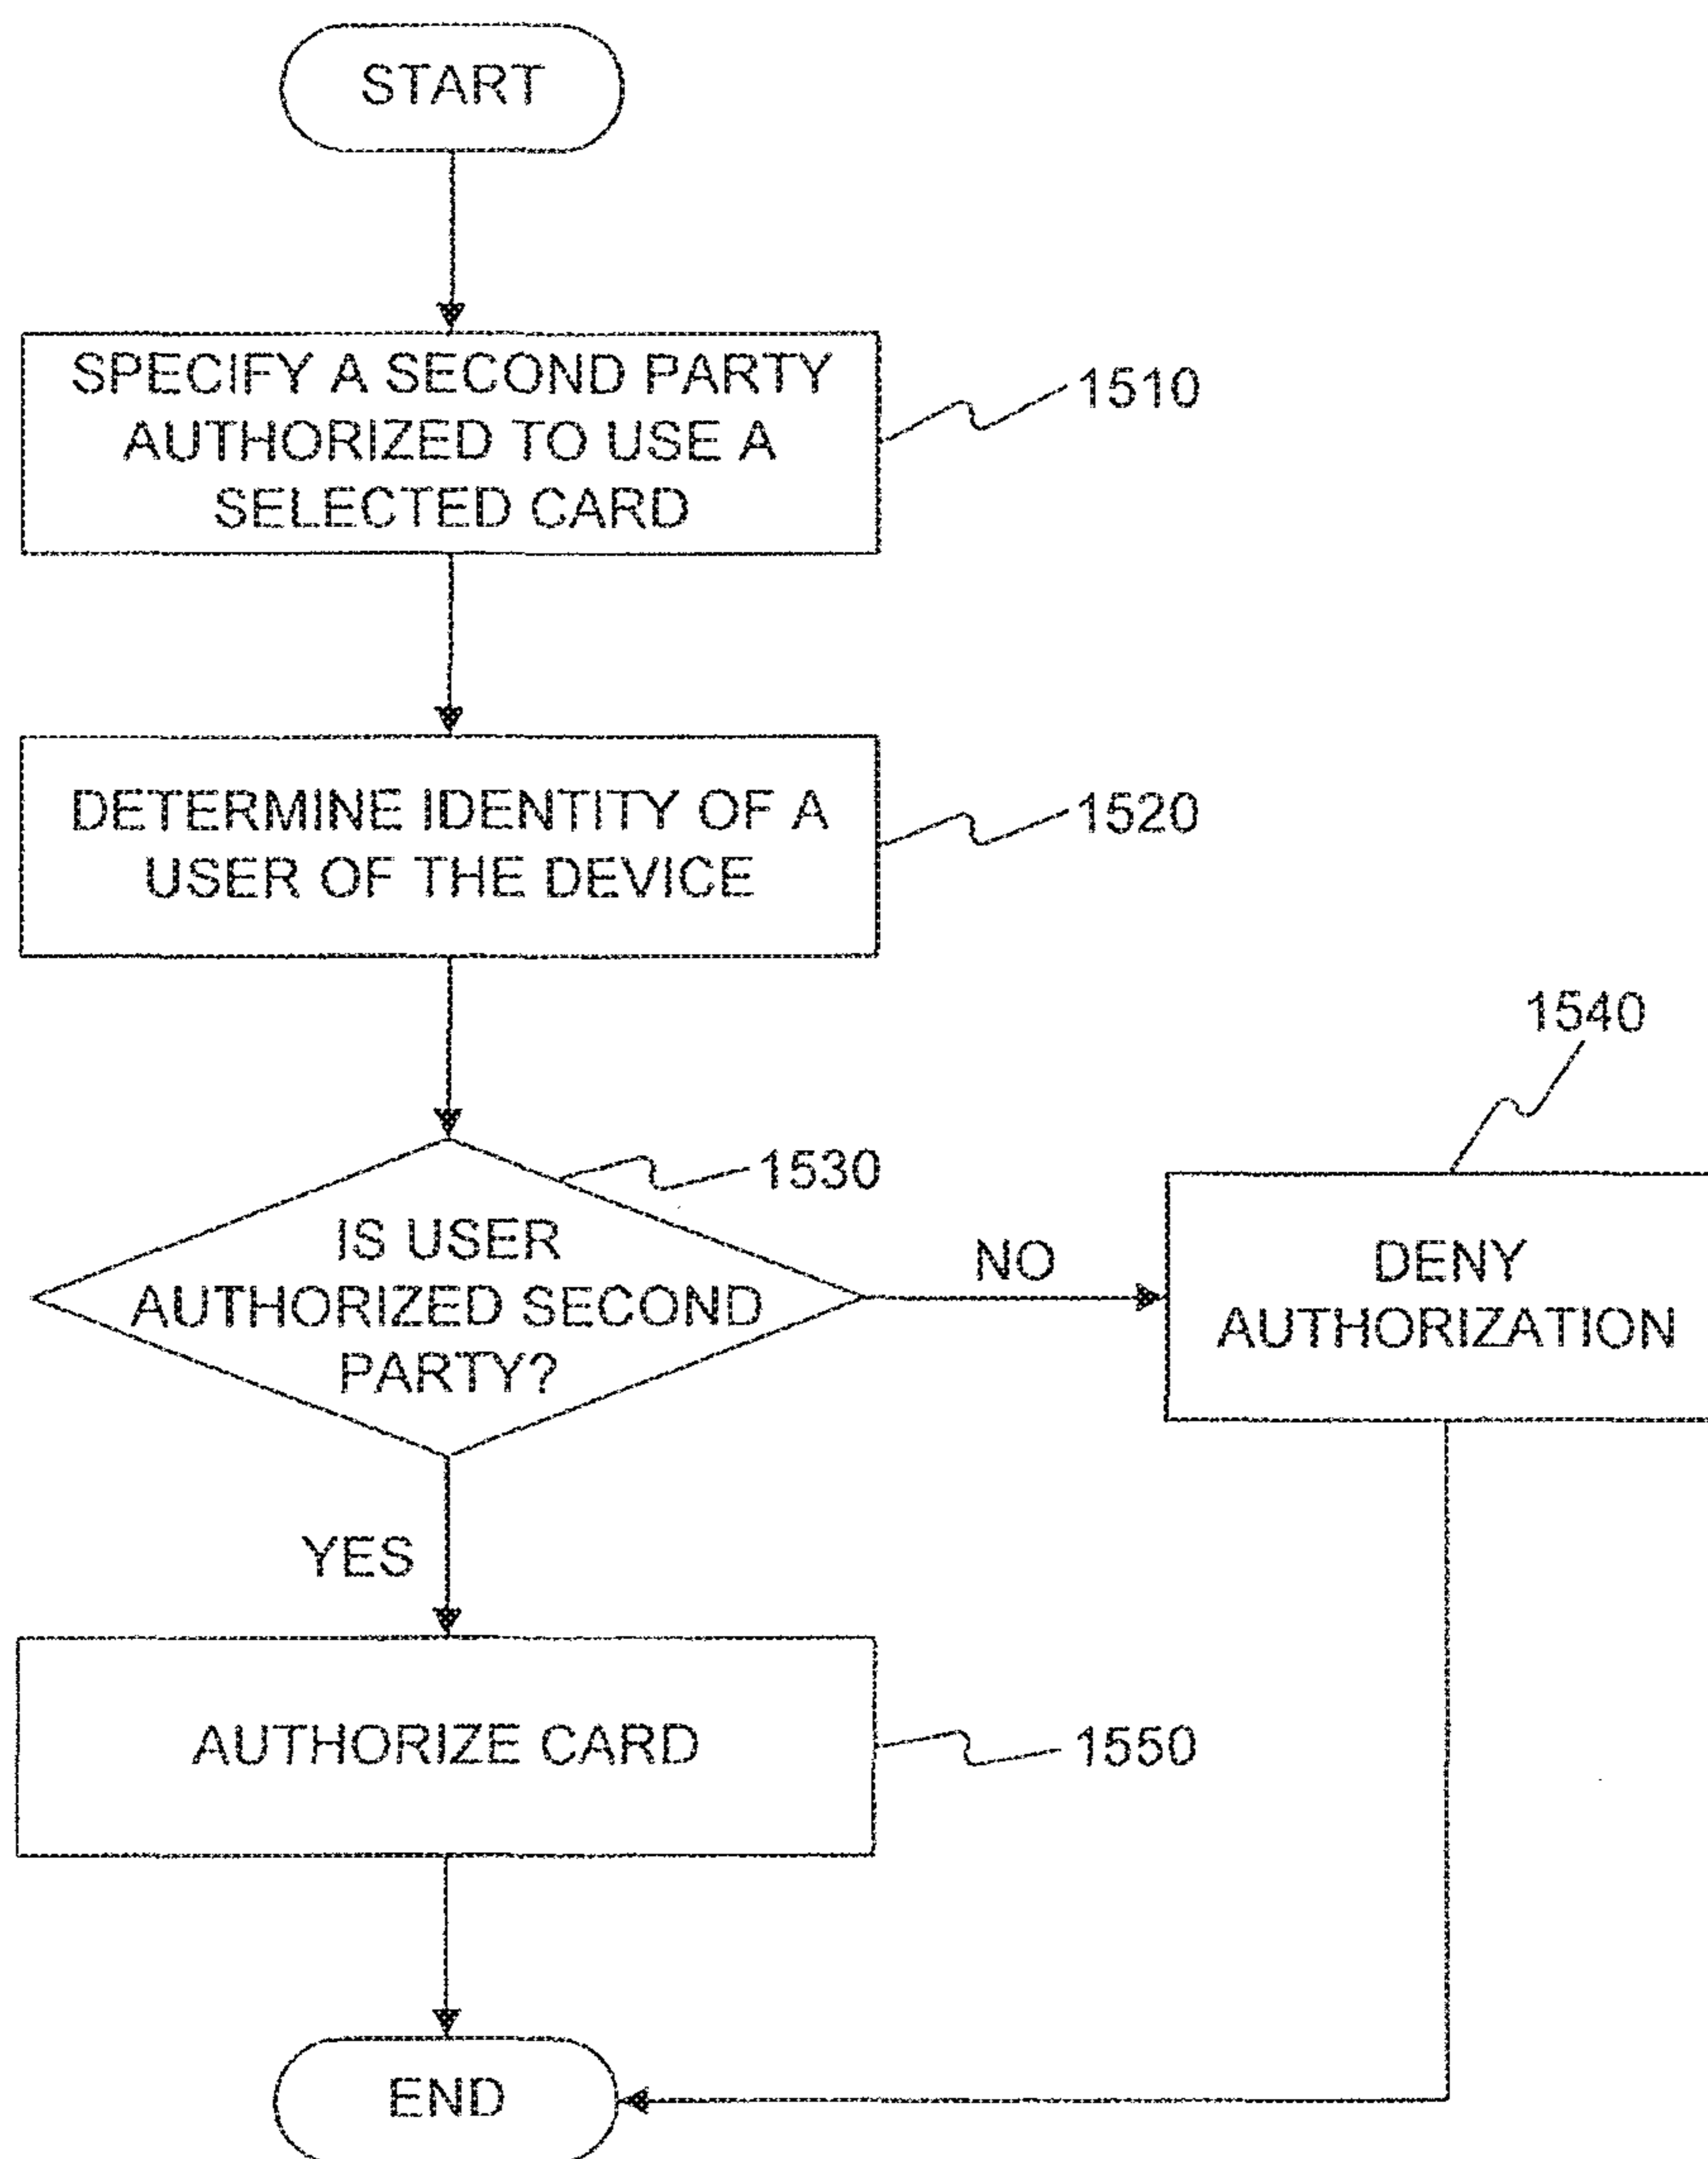 START
SPECIFY A SECOND PARTY
AUTHORIZED TO USE A
SELECTED CARD
1510
DETERMINE IDENTITY OF A
USER OF THE DEVICE
1520
1530
IS USER
AUTHORIZED SECOND
PARTY?
NO
1540
DENY
AUTHORIZATION
YES
AUTHORIZE CARD
1550
END